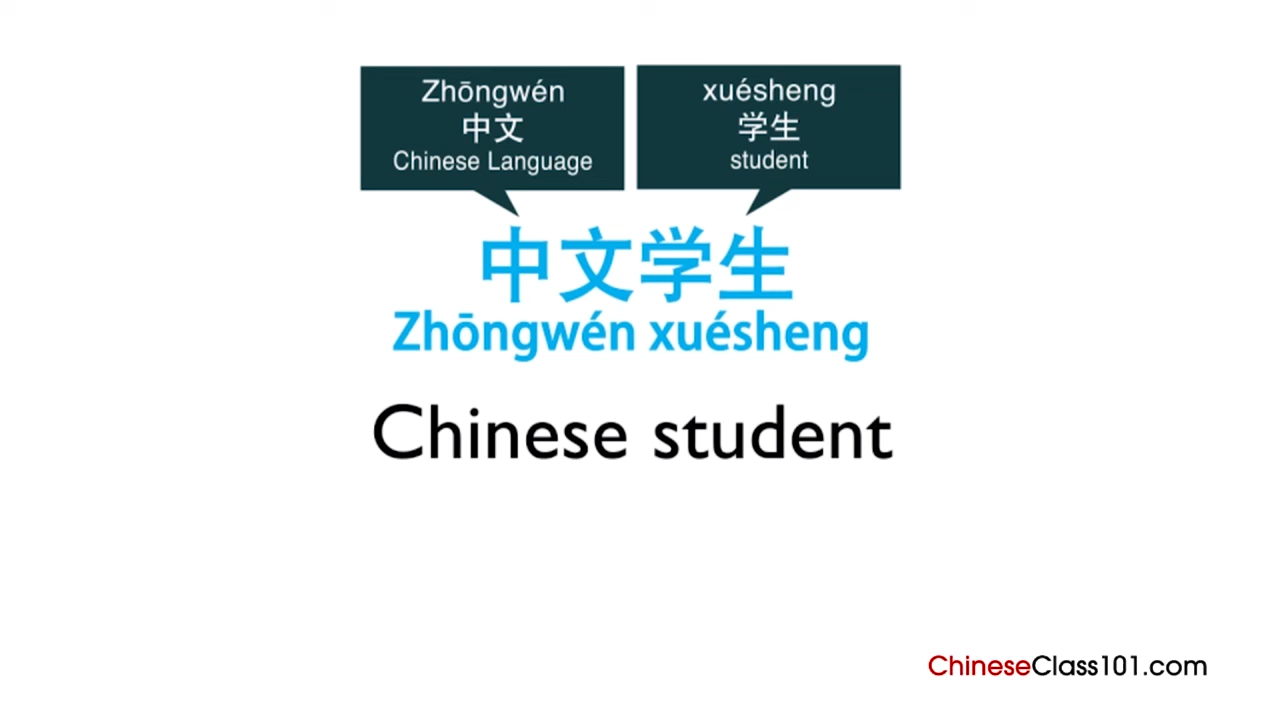 Zhōngwén
中文
Chinese Language
xuésheng
学生
student
中文学生
Zhōngwén xuésheng
Chinese student
ChineseClass101.com